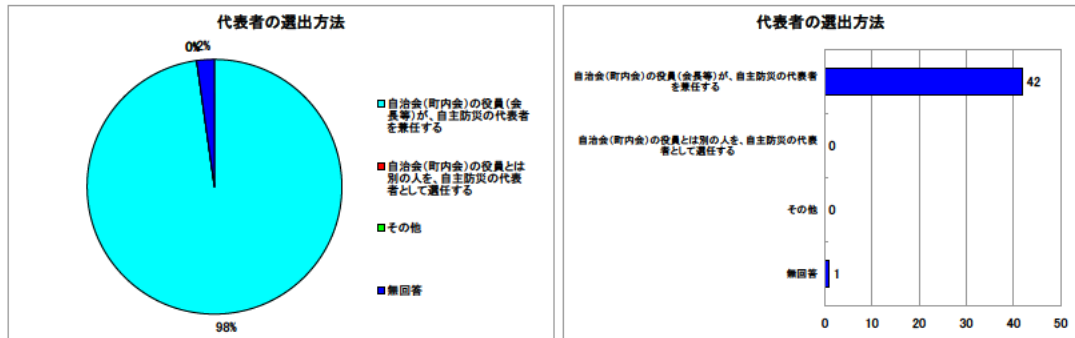 代表者の選出方法
0%2%
98%
自治会(町内会)の役員(会
長等)が、自主防災の代表者
を兼任する
自治会(町内会)の役員とは
別の人を、自主防災の代表
者として選任する
その他
無回答
代表者の選出方法
自治会(町内会)の役員(会長等)が、自主防災の代表者
を兼任する
42
自治会(町内会)の役員とは別の人を、自主防災の代表
者として選任する
0
その他
0
無回答
1
0 10 20 30 40 50